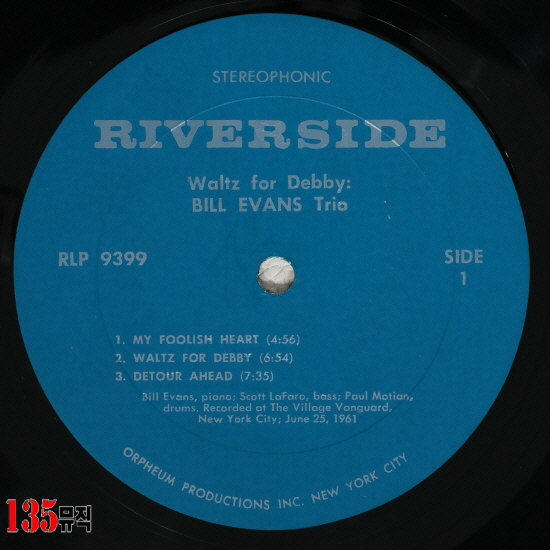 STEREOPHONIC
RIVERSIDE
Waltz for Debby:
BILL EVANS Trio
RLP 9399
SIDE
1
1. MY FOOLISH HEART (4:56)
2. WALTZ FOR DEBBY (6:54)
3. DETOUR AHEAD (7:35)
Bill Evans, piano; Scott LaFaro, bass; Paul Motian,
drums. Recorded at The Village Vanguard,
New York City; June 25, 1961
ORPHEUM PRODUCTIONS INC. NEW YORK CITY
135뮤직